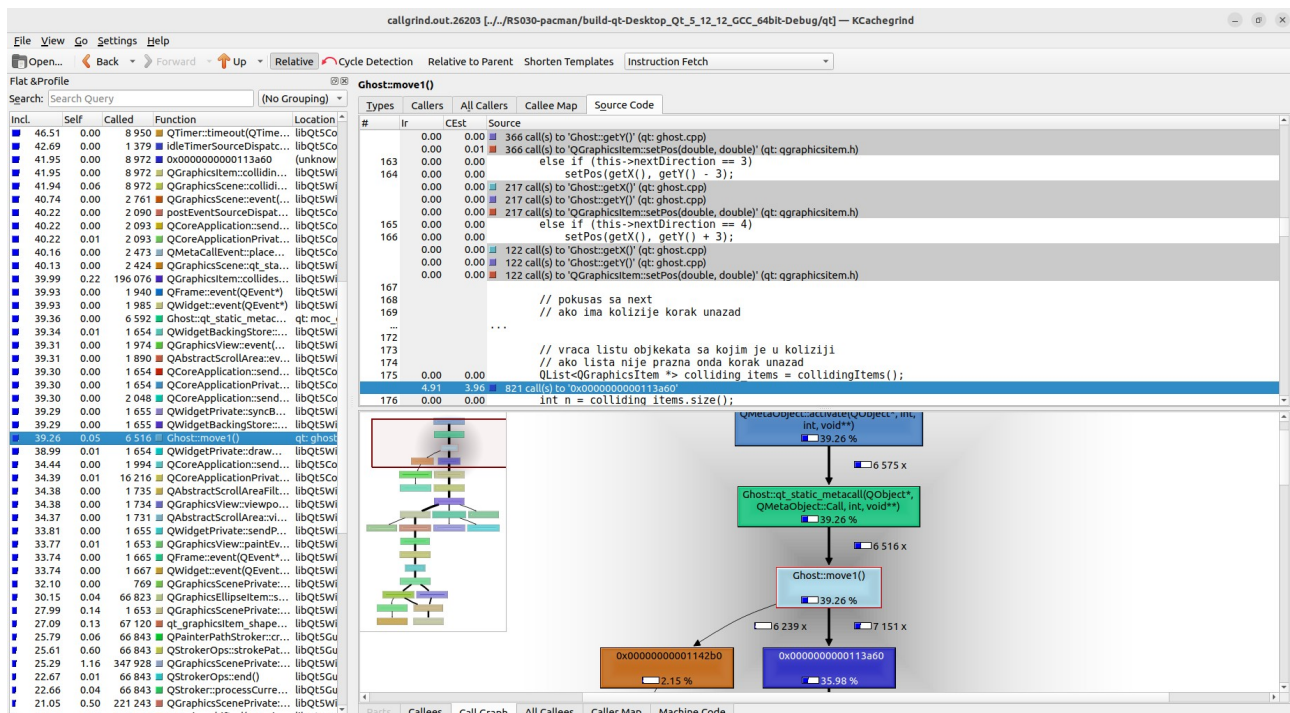 callgrind.out.26203 [../../RS030-pacman/build-qt-Desktop_Qt_5_12_12_GCC_64bit-Debug/qt] — KCachegrind
File View Go Settings Help
Open... Back Forward Up Relative Cycle Detection Relative to Parent Shorten Templates Instruction Fetch
Flat &Profile
Search: Search Query (No Grouping)
Incl. Self Called Function Location
46.51 0.00 8 950 QTimer::timeout(QTime... libQt5Co
42.69 0.00 1 379 idleTimerSourceDispatc... libQt5Co
41.95 0.00 8 972 0x0000000000113a60 (unknow
41.95 0.00 8 972 QGraphicsItem::collidin... libQt5Wi
41.94 0.06 8 972 QGraphicsScene::collidi... libQt5Wi
40.74 0.00 2 761 QGraphicsScene::event(... libQt5Wi
40.22 0.00 2 090 postEventSourceDispat... libQt5Co
40.22 0.00 2 093 QCoreApplication::send... libQt5Co
40.22 0.01 2 093 QCoreApplicationPrivat... libQt5Co
40.16 0.00 2 473 QMetaCallEvent::place... libQt5Co
40.13 0.00 2 424 QGraphicsScene::qt_sta... libQt5Wi
39.99 0.22 196 076 QGraphicsItem::collides... libQt5Wi
39.93 0.00 1 940 QFrame::event(QEvent*) libQt5Wi
39.93 0.00 1 985 QWidget::event(QEvent*) libQt5Wi
39.36 0.00 6 592 Ghost::qt_static_metac... qt: moc_
39.34 0.01 1 654 QWidgetBackingStore::... libQt5Wi
39.31 0.00 1 974 QGraphicsView::event(... libQt5Wi
39.31 0.00 1 890 QAbstractScrollArea::ev... libQt5Wi
39.30 0.00 1 654 QCoreApplication::send... libQt5Co
39.30 0.00 1 654 QCoreApplicationPrivat... libQt5Co
39.30 0.00 2 048 QCoreApplication::send... libQt5Co
39.29 0.00 1 655 QWidgetPrivate::syncB... libQt5Wi
39.29 0.00 1 655 QWidgetBackingStore::... libQt5Wi
39.26 0.05 6 516 Ghost::move1() qt: ghost
38.99 0.01 1 654 QWidgetPrivate::draw... libQt5Wi
34.44 0.00 1 994 QCoreApplication::send... libQt5Co
34.39 0.01 16 216 QCoreApplicationPrivat... libQt5Co
34.38 0.00 1 735 QAbstractScrollAreaFilt... libQt5Wi
34.38 0.00 1 734 QGraphicsView::viewpo... libQt5Wi
34.37 0.00 1 731 QAbstractScrollArea::vi... libQt5Wi
33.81 0.00 1 655 QWidgetPrivate::sendP... libQt5Wi
33.77 0.01 1 653 QGraphicsView::paintEv... libQt5Wi
33.74 0.00 1 665 QFrame::event(QEvent*... libQt5Wi
33.74 0.00 1 667 QWidget::event(QEvent... libQt5Wi
32.10 0.00 769 QGraphicsScenePrivate:... libQt5Wi
30.15 0.04 66 823 QGraphicsEllipseItem::s... libQt5Wi
27.99 0.14 1 653 QGraphicsScenePrivate:... libQt5Wi
27.09 0.13 67 120 qt_graphicsItem_shape... libQt5Wi
25.79 0.06 66 843 QPainterPathStroker::cr... libQt5Gu
25.61 0.60 66 843 QStrokerOps::strokePat... libQt5Gu
25.29 1.16 347 928 QGraphicsScenePrivate:... libQt5Wi
22.67 0.01 66 843 QStrokerOps::end() libQt5Gu
22.66 0.04 66 843 QStroker::processCurre... libQt5Gu
21.05 0.50 221 243 QGraphicsScenePrivate:... libQt5Wi
Ghost::move1()
Types Callers All Callers Callee Map Source Code
# Ir CEst Source
0.00 0.00 366 call(s) to 'Ghost::getY()' (qt: ghost.cpp)
0.00 0.01 366 call(s) to 'QGraphicsItem::setPos(double, double)' (qt: qgraphicsitem.h)
163 0.00 0.00 else if (this->nextDirection == 3)
164 0.00 0.00 setPos(getX(), getY() - 3);
0.00 0.00 217 call(s) to 'Ghost::getX()' (qt: ghost.cpp)
0.00 0.00 217 call(s) to 'Ghost::getY()' (qt: ghost.cpp)
0.00 0.00 217 call(s) to 'QGraphicsItem::setPos(double, double)' (qt: qgraphicsitem.h)
165 0.00 0.00 else if (this->nextDirection == 4)
166 0.00 0.00 setPos(getX(), getY() + 3);
0.00 0.00 122 call(s) to 'Ghost::getX()' (qt: ghost.cpp)
0.00 0.00 122 call(s) to 'Ghost::getY()' (qt: ghost.cpp)
0.00 0.00 122 call(s) to 'QGraphicsItem::setPos(double, double)' (qt: qgraphicsitem.h)
167
168 // pokusas sa next
169 // ako ima kolizije korak unazad
... ...
172
173 // vraca listu objkekata sa kojim je u koliziji
174 // ako lista nije prazna onda korak unazad
175 0.00 0.00 QList<QGraphicsItem *> colliding_items = collidingItems();
4.91 3.96 821 call(s) to '0x0000000000113a60'
176 0.00 0.00 int n = colliding_items.size();
QMetaObject::activate(QObject*, int,
int, void**)
39.26 %
6 575 x
Ghost::qt_static_metacall(QObject*,
QMetaObject::Call, int, void**)
39.26 %
6 516 x
Ghost::move1()
39.26 %
6 239 x 7 151 x
0x00000000001142b0 0x0000000000113a60
2.15 % 35.98 %
Parts Callees Call Graph All Callees Caller Map Machine Code